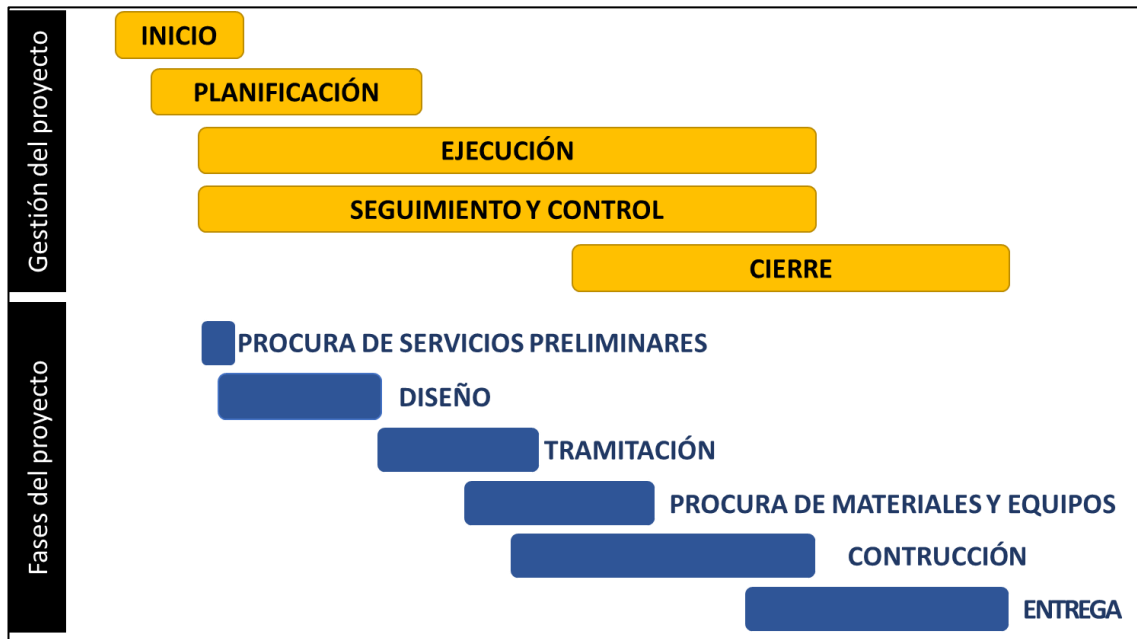 Gestión del proyecto
INICIO
PLANIFICACIÓN
EJECUCIÓN
SEGUIMIENTO Y CONTROL
CIERRE
Fases del proyecto
PROCURA DE SERVICIOS PRELIMINARES
DISEÑO
TRAMITACIÓN
PROCURA DE MATERIALES Y EQUIPOS
CONTRUCCIÓN
ENTREGA